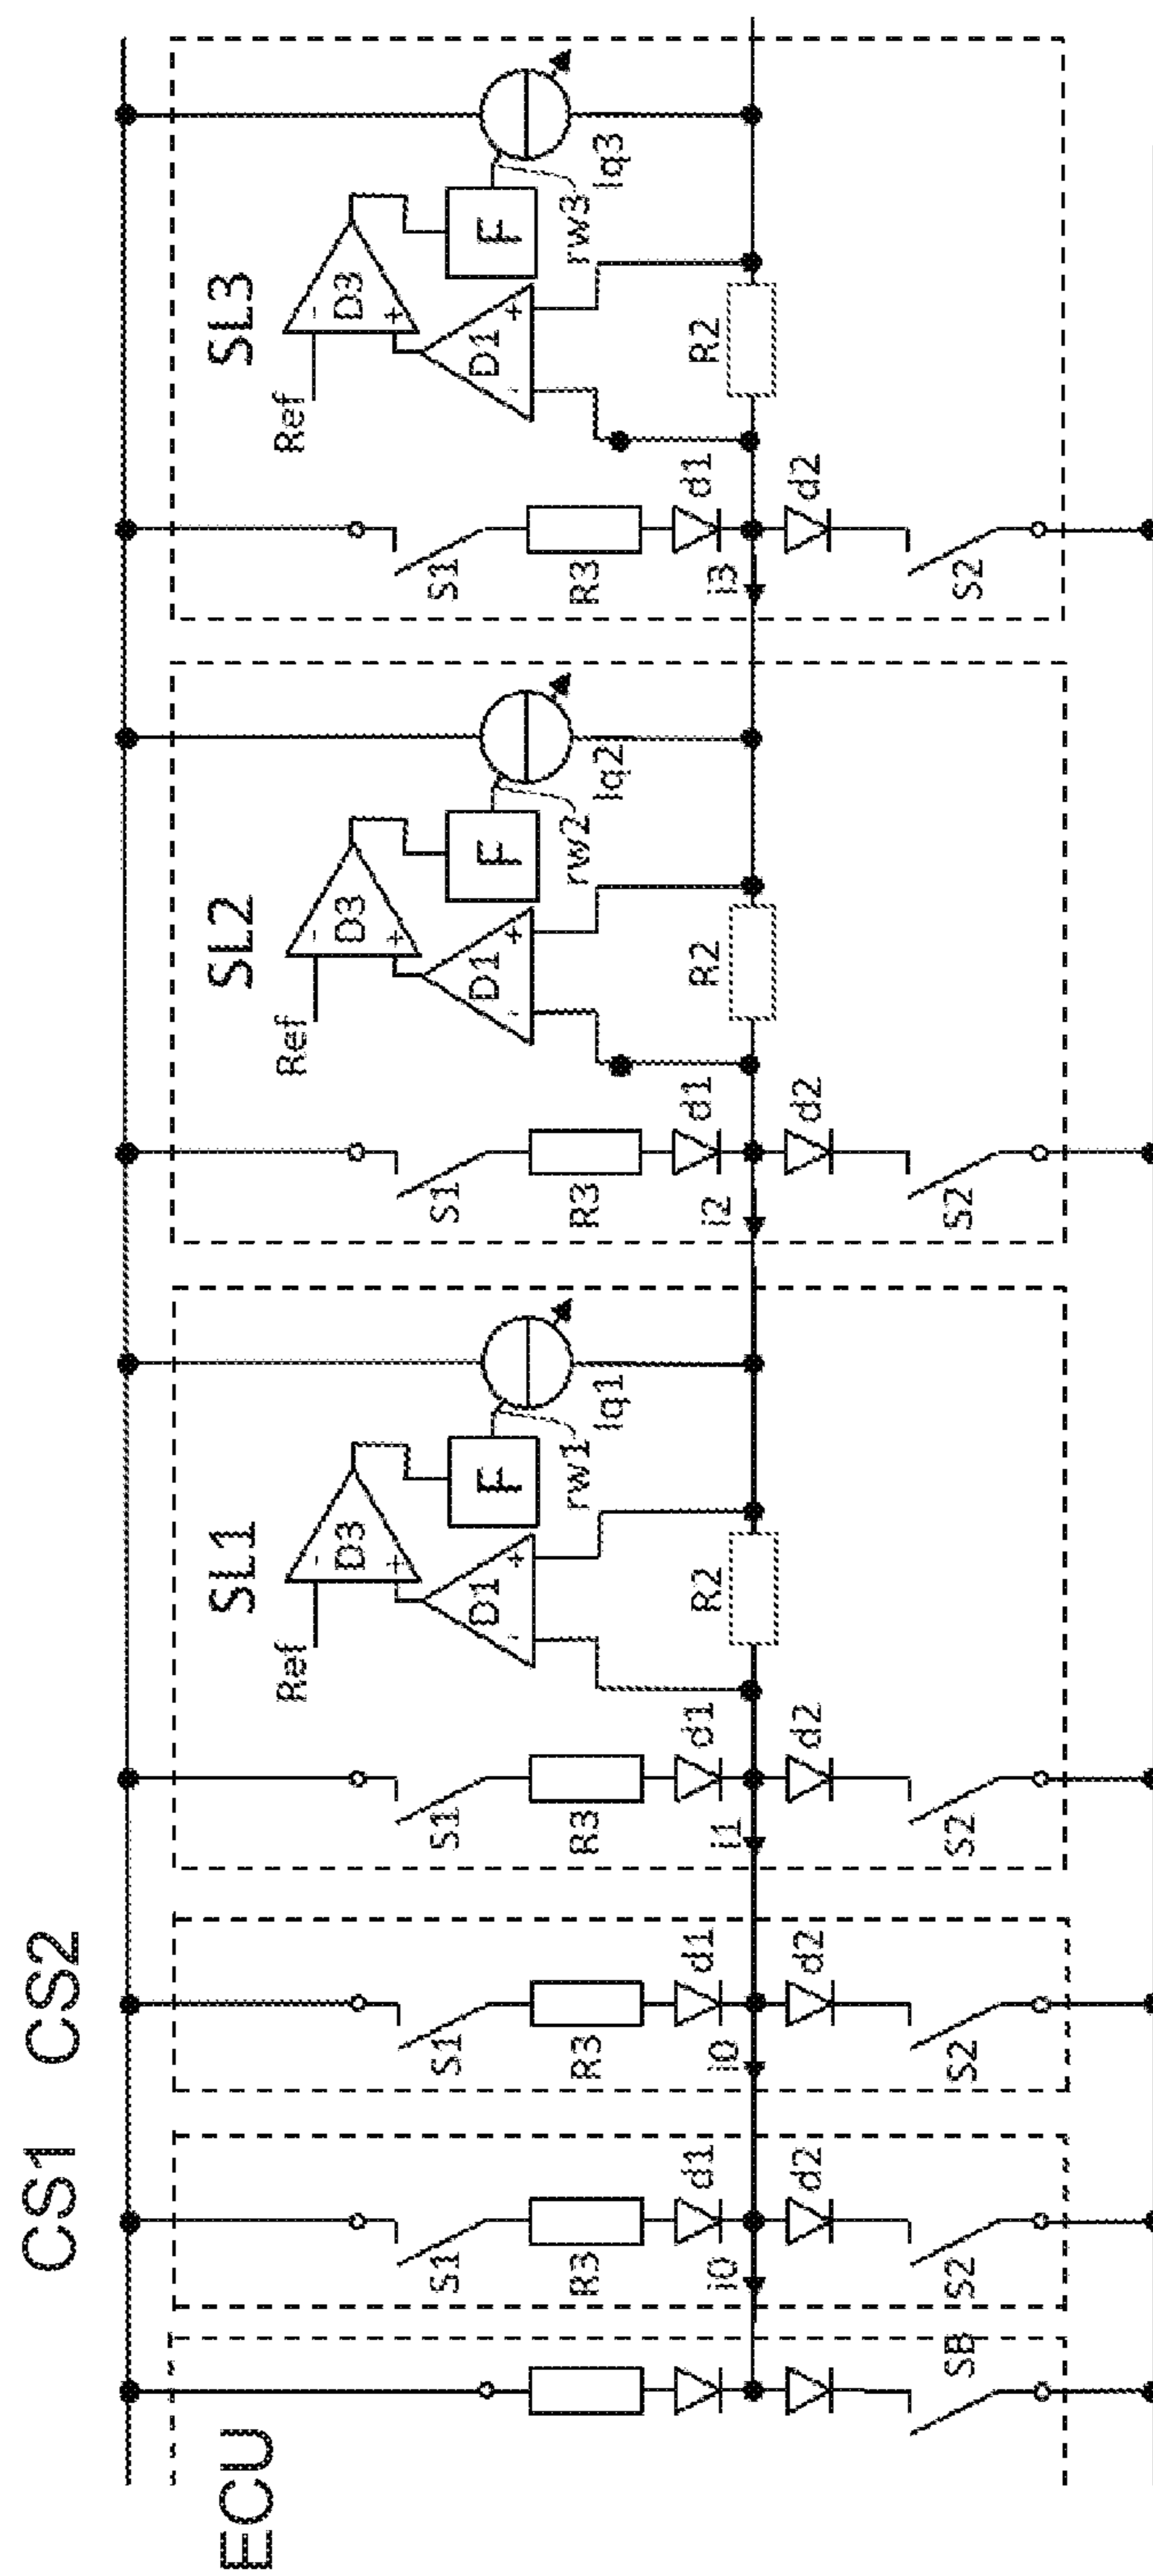 ECU
SB
CS1
S1
R3
d1
i0
d2
S2
CS2
S1
R3
d1
i0
d2
S2
SL1
Ref
D3
-
+
D1
-
+
F
rw1
Iq1
S1
R3
d1
R2
i1
d2
S2
SL2
Ref
D3
-
+
D1
-
+
F
rw2
Iq2
S1
R3
d1
R2
i2
d2
S2
SL3
Ref
D3
-
+
D1
-
+
F
rw3
Iq3
S1
R3
d1
R2
i3
d2
S2